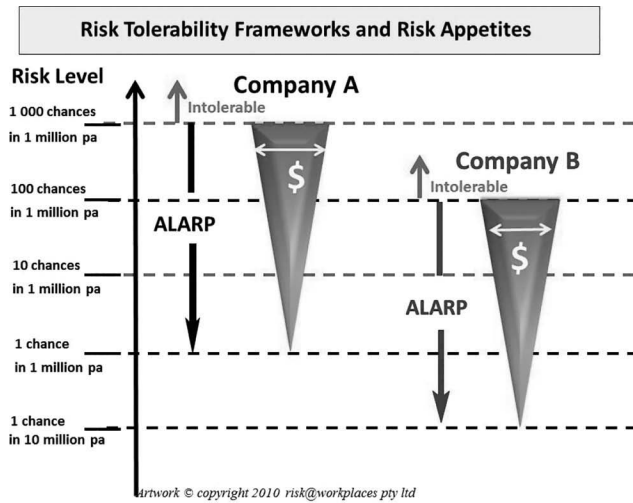 Risk Tolerability Frameworks and Risk Appetites
Risk Level
Company A
1 000 chances
in 1 million pa
Intolerable
$
Company B
100 chances
in 1 million pa
Intolerable
$
ALARP
10 chances
in 1 million pa
ALARP
1 chance
in 1 million pa
1 chance
in 10 million pa
Artwork © copyright 2010 risk@workplaces pty ltd